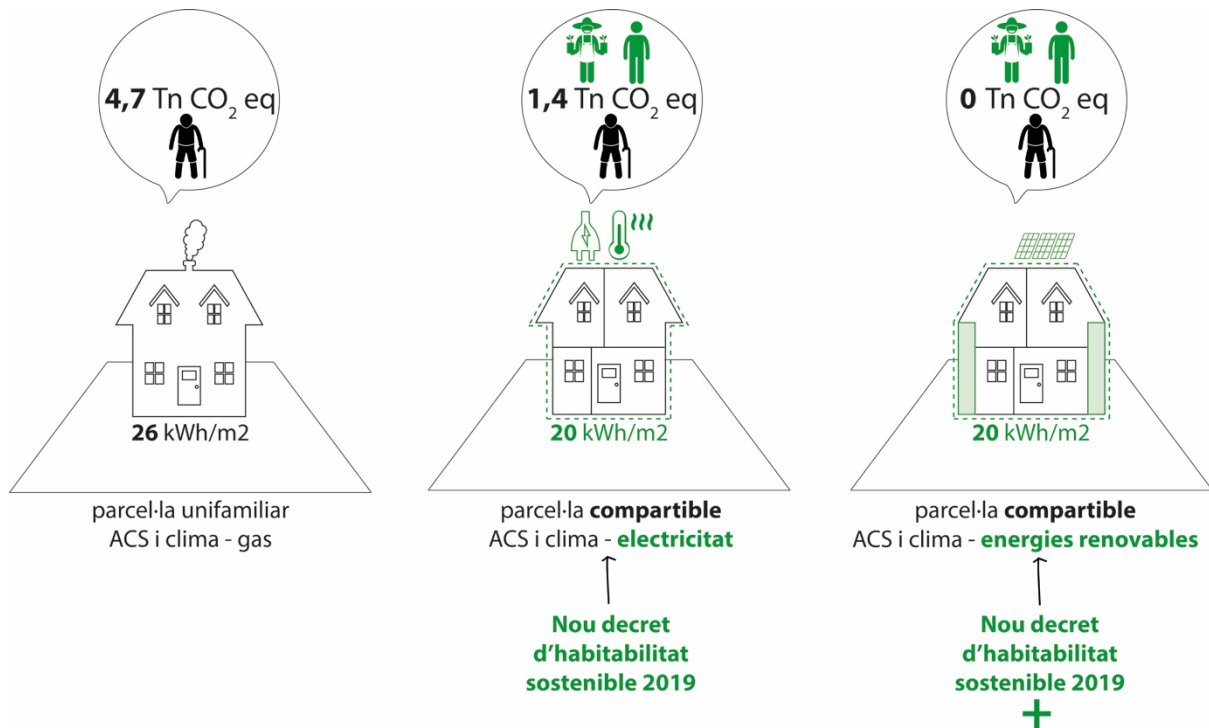 4,7 Tn CO₂ eq
26 kWh/m2
parcel·la unifamiliar
ACS i clima - gas
1,4 Tn CO₂ eq
20 kWh/m2
parcel·la compartible
ACS i clima - electricitat
Nou decret
d'habitabilitat
sostenible 2019
0 Tn CO₂ eq
20 kWh/m2
parcel·la compartible
ACS i clima - energies renovables
Nou decret
d'habitabilitat
sostenible 2019
+